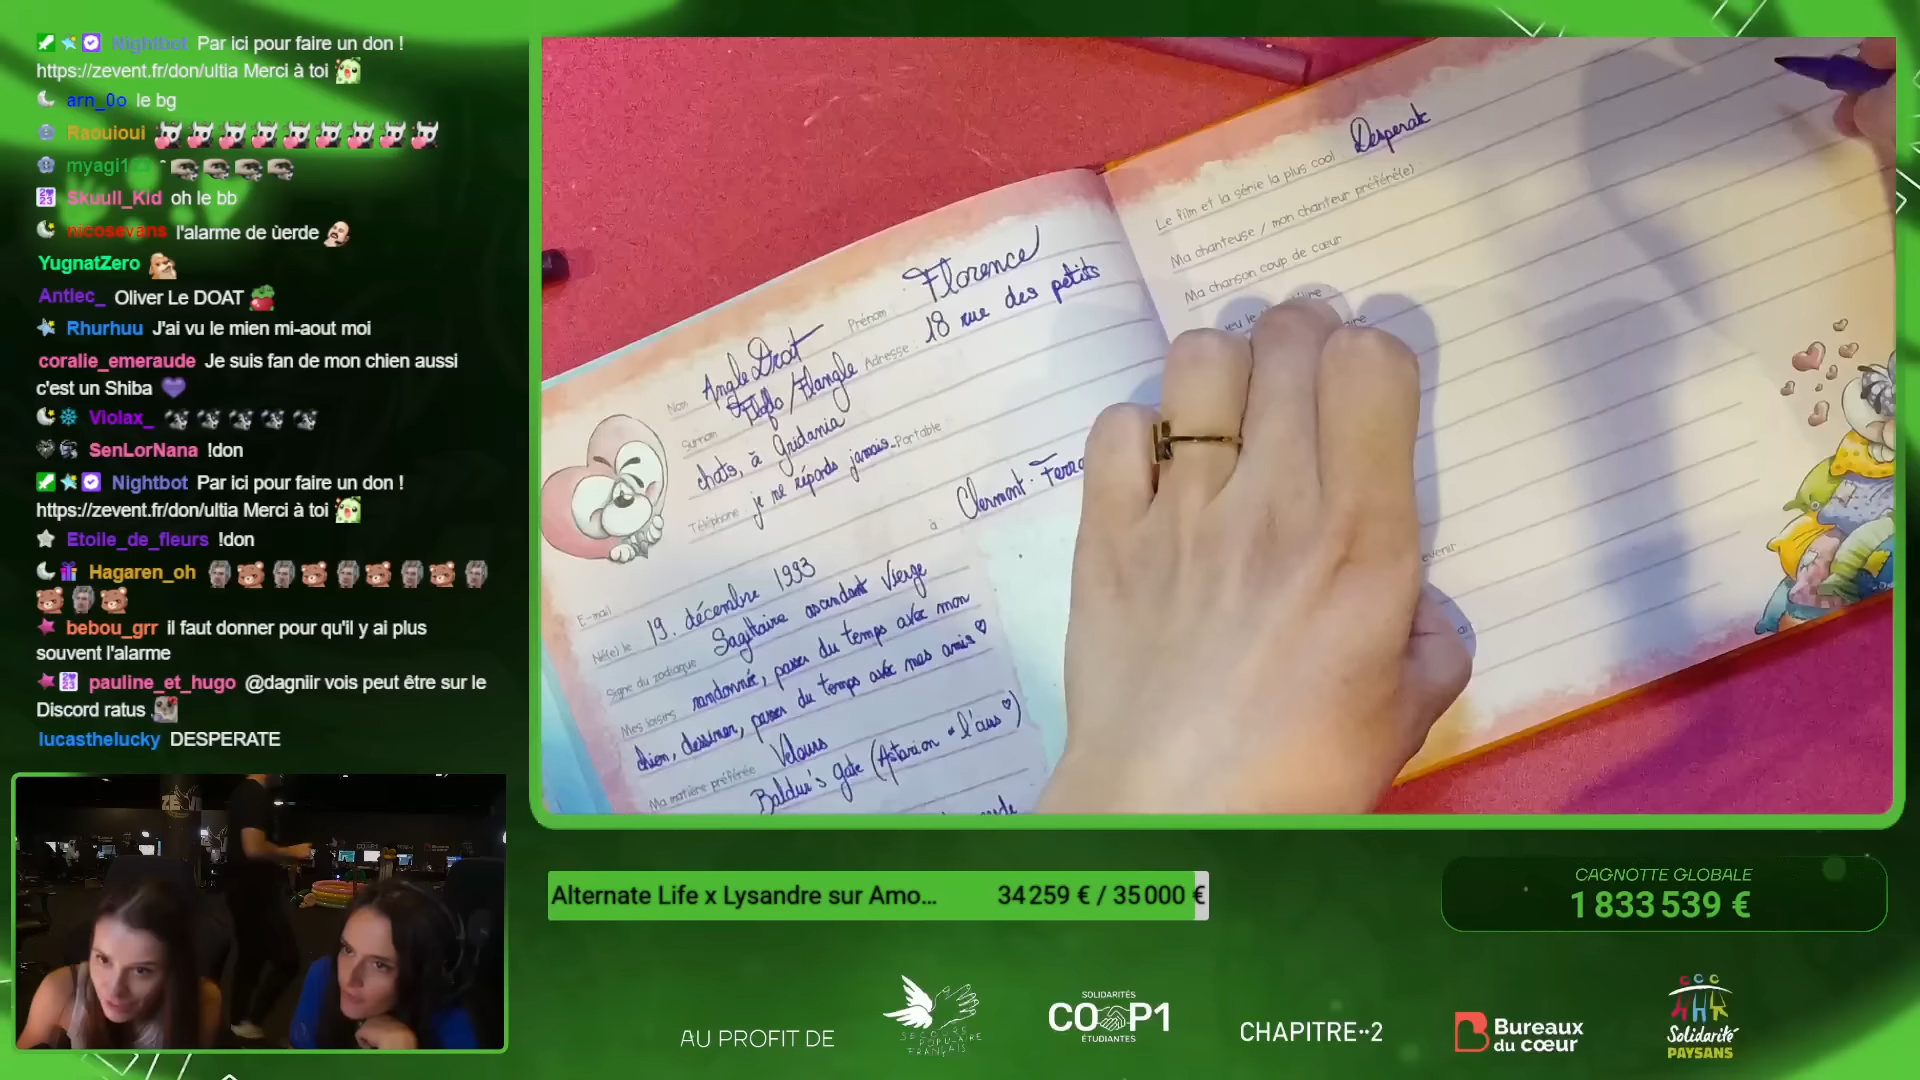 Nightbot Par ici pour faire un don !
https://zevent.fr/don/ultia Merci à toi
arn_0o le bg
Raouioui
Skuull_Kid oh le bb
nicosevans l'alarme de ùerde
YugnatZero
Antlec_ Oliver Le DOAT
Rhurhuu J'ai vu le mien mi-aout moi
coralie_emeraude Je suis fan de mon chien aussi
c'est un Shiba
Violax_
SenLorNana !don
Nightbot Par ici pour faire un don !
https://zevent.fr/don/ultia Merci à toi
Etoile_de_fleurs !don
Hagaren_oh
bebou_grr il faut donner pour qu'il y ai plus
souvent l'alarme
pauline_et_hugo @dagniir vois peut être sur le
Discord ratus
lucasthelucky DESPERATE
Nom Angle Droit Prénom Florence
Surnom Floflo / Flangle Adresse 18 rue des petits
chats, à Gridania
Téléphone je ne réponds jamais Portable
E-mail
Né(e) le 19 décembre 1993 à Clermont-Ferra
Signe du zodiaque Sagittaire ascendant Vierge
Mes loisirs randonnée, passer du temps avec mon
chien, dessiner, passer du temps avec mes amis
Ma matière préférée Velours
Baldur's Gate (Astarion
Le film et la série la plus cool Desperate
Ma chanteuse / mon chanteur préféré(e)
Ma chanson coup de cœur
Alternate Life x Lysandre sur Amo... 34 259 € / 35 000 €
CAGNOTTE GLOBALE
1 833 539 €
AU PROFIT DE
SECOURS
POPULAIRE
FRANÇAIS
SOLIDARITÉS
CO P1
ÉTUDIANTES
CHAPITRE··2
Bureaux
du cœur
Solidarité
PAYSANS